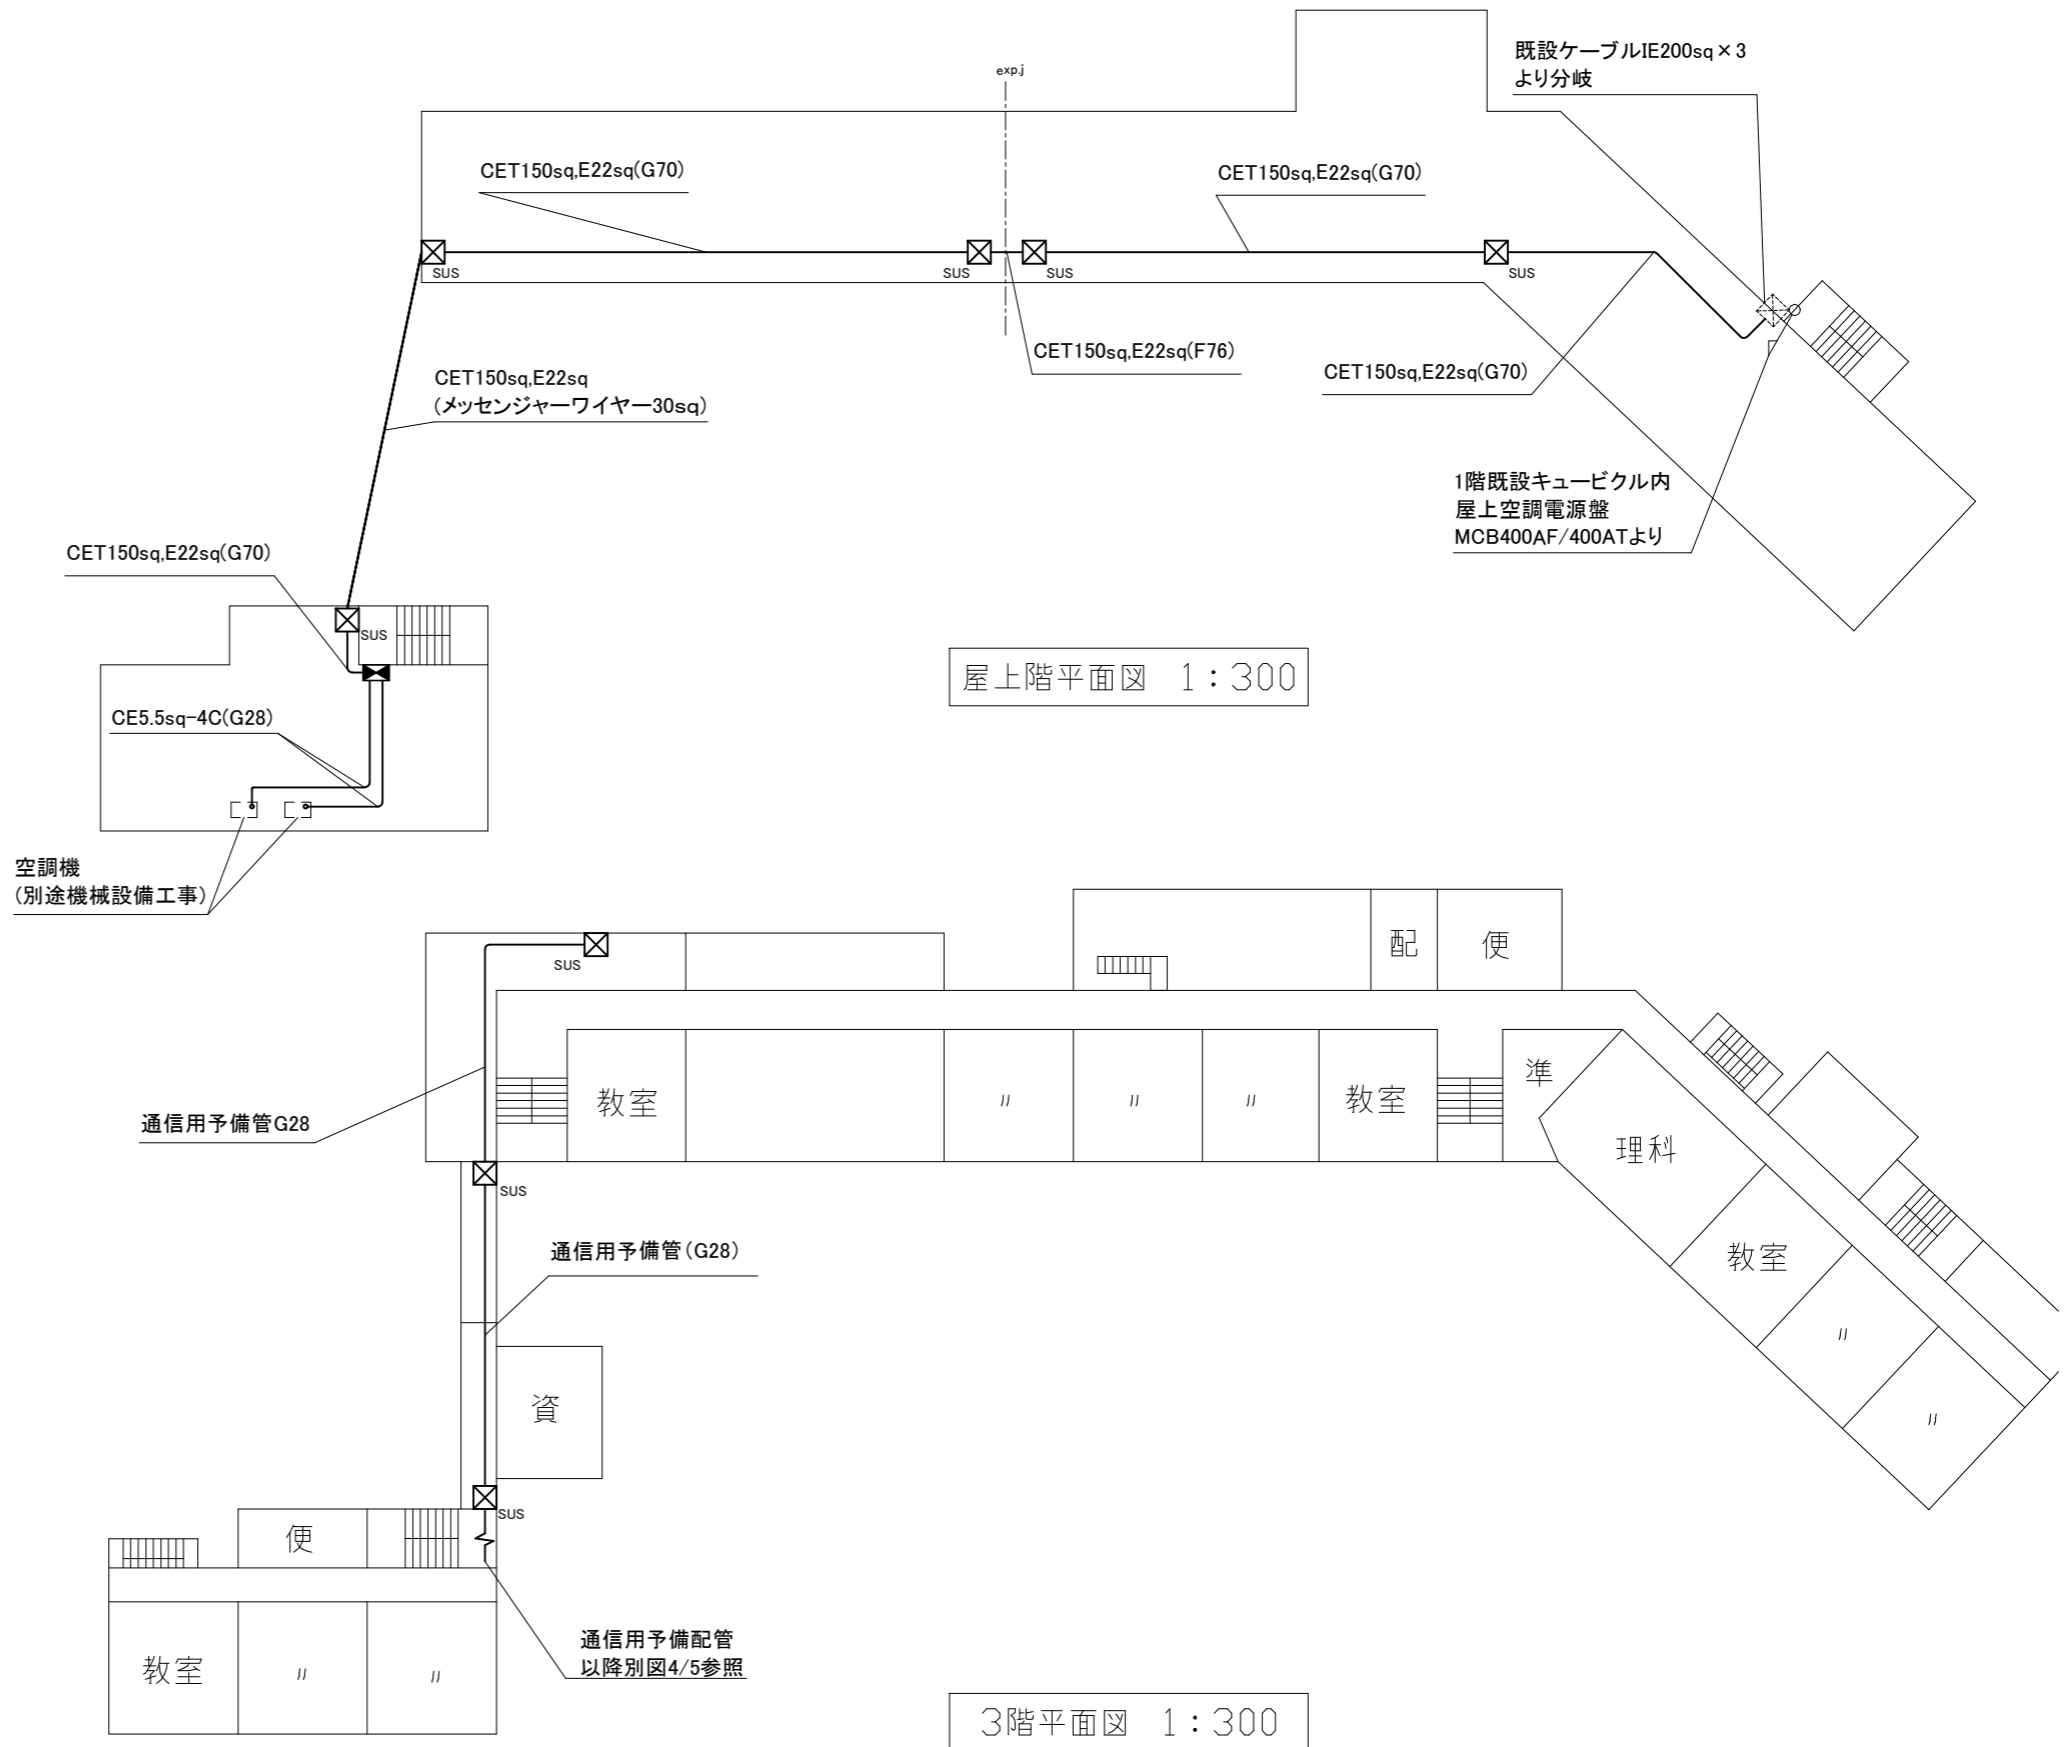 exp.j
既設ケーブルIE200sq×3
より分岐
CET150sq,E22sq(G70)
CET150sq,E22sq(G70)
SUS
SUS
SUS
SUS
CET150sq,E22sq(F76)
CET150sq,E22sq(G70)
CET150sq,E22sq
(メッセンジャーワイヤー30sq)
1階既設キュービクル内
屋上空調電源盤
MCB400AF/400ATより
CET150sq,E22sq(G70)
SUS
屋上階平面図 1:300
CE5.5sq-4C(G28)
空調機
(別途機械設備工事)
配
便
SUS
準
教室
〃
〃
〃
教室
通信用予備管G28
理科
SUS
通信用予備管(G28)
教室
〃
資
〃
SUS
便
通信用予備配管
以降別図4/5参照
教室
〃
〃
3階平面図 1:300